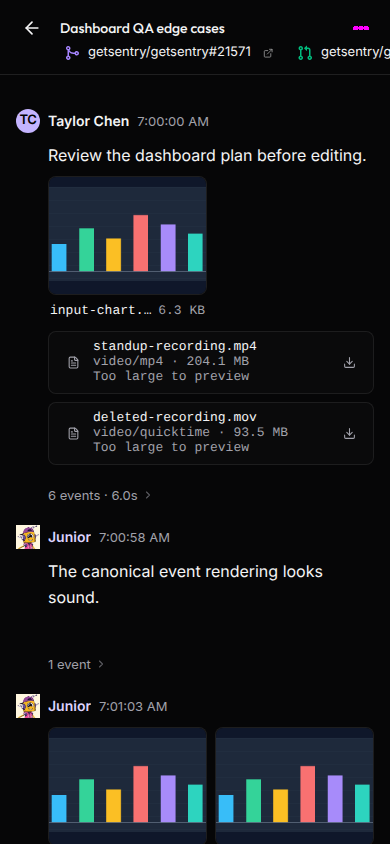 Dashboard QA edge cases
getsentry/getsentry#21571 getsentry/g
TC Taylor Chen 7:00:00 AM
Review the dashboard plan before editing.
input-chart.… 6.3 KB
standup-recording.mp4
video/mp4 · 204.1 MB
Too large to preview
deleted-recording.mov
video/quicktime · 93.5 MB
Too large to preview
6 events · 6.0s
Junior 7:00:58 AM
The canonical event rendering looks
sound.
1 event
Junior 7:01:03 AM